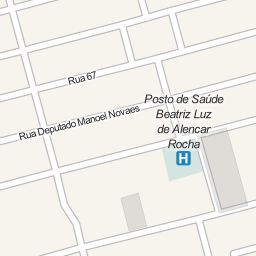 Rua 67
Rua Deputado Manoel Novaes
Posto de Saúde
Beatriz Luz
de Alencar
Rocha
H